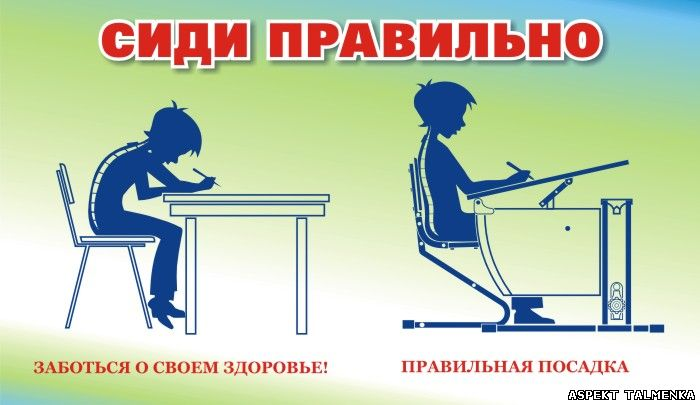 СИДИ ПРАВИЛЬНО
ЗАБОТЬСЯ О СВОЕМ ЗДОРОВЬЕ!
ПРАВИЛЬНАЯ ПОСАДКА
ASPEKT TALMENKA